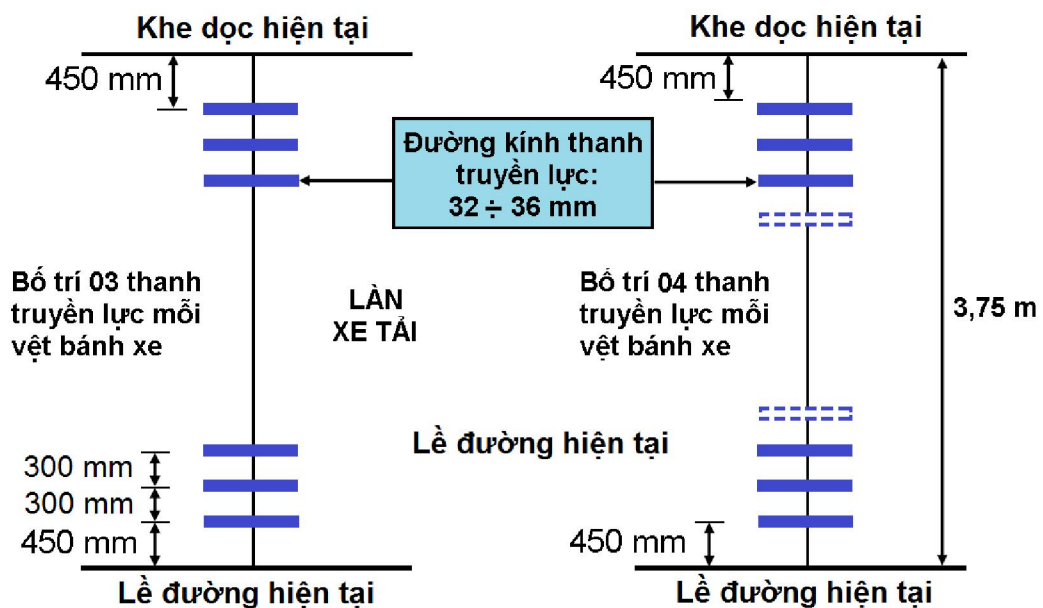 Khe dọc hiện tại
450 mm
Khe dọc hiện tại
450 mm
Đường kính thanh
truyền lực:
32 ÷ 36 mm
Bố trí 03 thanh
truyền lực mỗi
vệt bánh xe
LÀN
XE TẢI
Bố trí 04 thanh
truyền lực mỗi
vệt bánh xe
3,75 m
Lề đường hiện tại
300 mm
300 mm
450 mm
450 mm
Lề đường hiện tại
Lề đường hiện tại